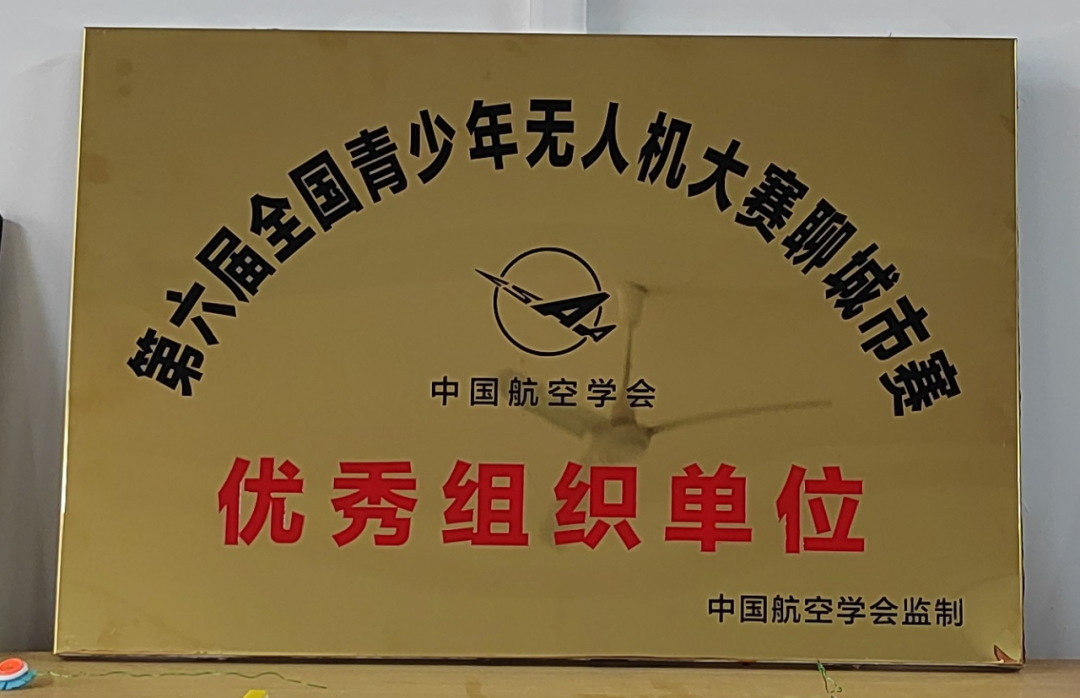 第六届全国青少年无人机大赛聊城市赛
CSAA
中国航空学会
优秀组织单位
中国航空学会监制